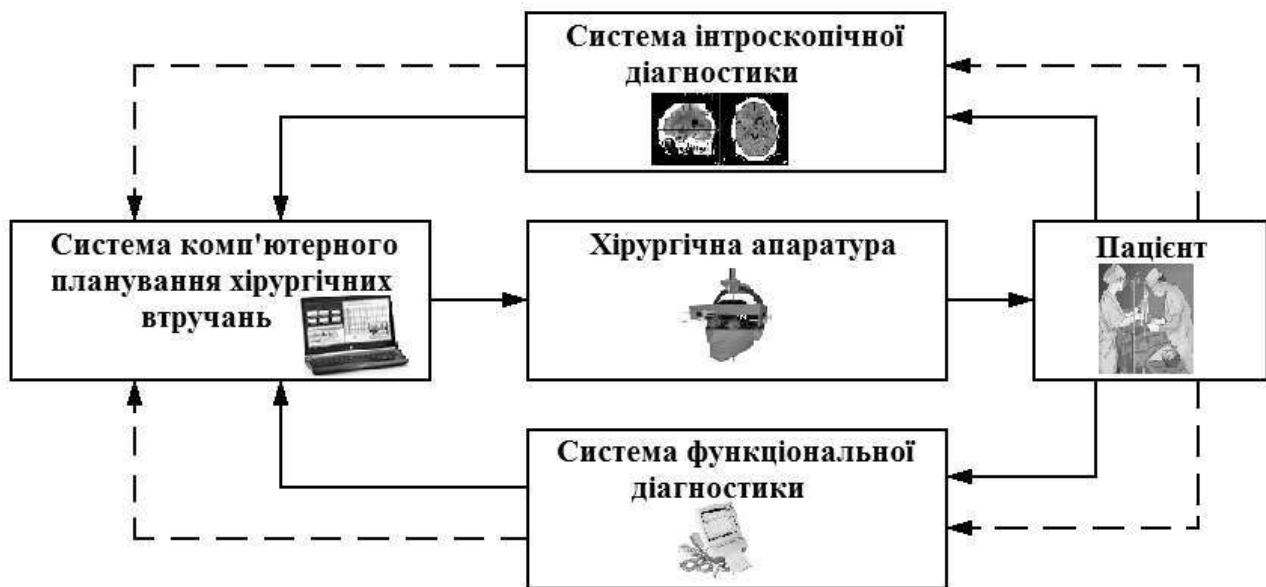 Система інтроскопічної
діагностики
Система комп'ютерного
планування хірургічних
втручань
Хірургічна апаратура
Пацієнт
Система функціональної
діагностики